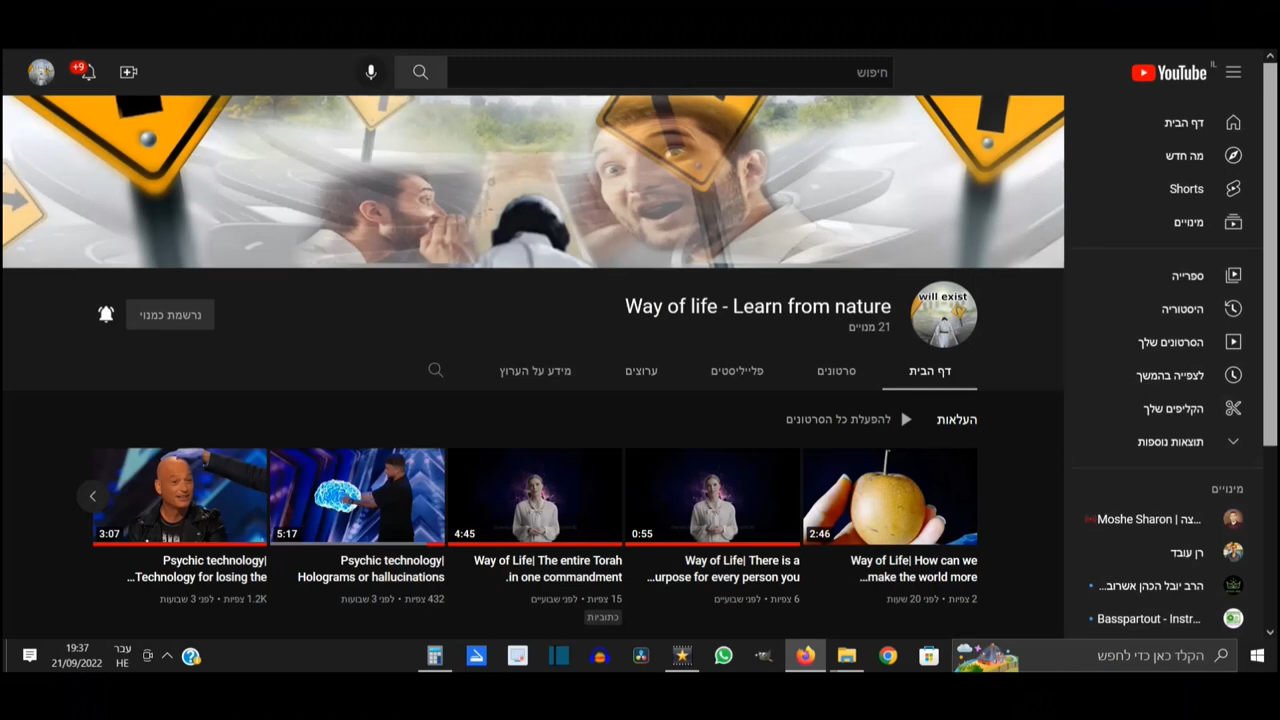 YouTube IL
חיפוש
+9
דף הבית
מה חדש
Shorts
מינויים
ספרייה
היסטוריה
הסרטונים שלך
לצפייה בהמשך
הקליפים שלך
תוצאות נוספות
מינויים
Moshe Sharon | צה...
רן עובד
הרב יובל הכהן אשרוב...
Basspartout - Instr...
will exist
Way of life - Learn from nature
21 מנויים
נרשמת כמנוי
דף הבית
סרטונים
פלייליסטים
ערוצים
מידע על הערוץ
העלאות
להפעלת כל הסרטונים
2:46
Way of Life| How can we
...make the world more
2 צפיות • לפני 20 שעות
0:55
Way of Life| There is a
...urpose for every person you
6 צפיות • לפני שבועיים
4:45
Way of Life| The entire Torah
.in one commandment
15 צפיות • לפני שבועיים
כתוביות
5:17
Psychic technology|
Holograms or hallucinations
432 צפיות • לפני 3 שבועות
3:07
Psychic technology|
...Technology for losing the
1.2K צפיות • לפני 3 שבועות
הקלד כאן כדי לחפש
עבר
HE
19:37
21/09/2022